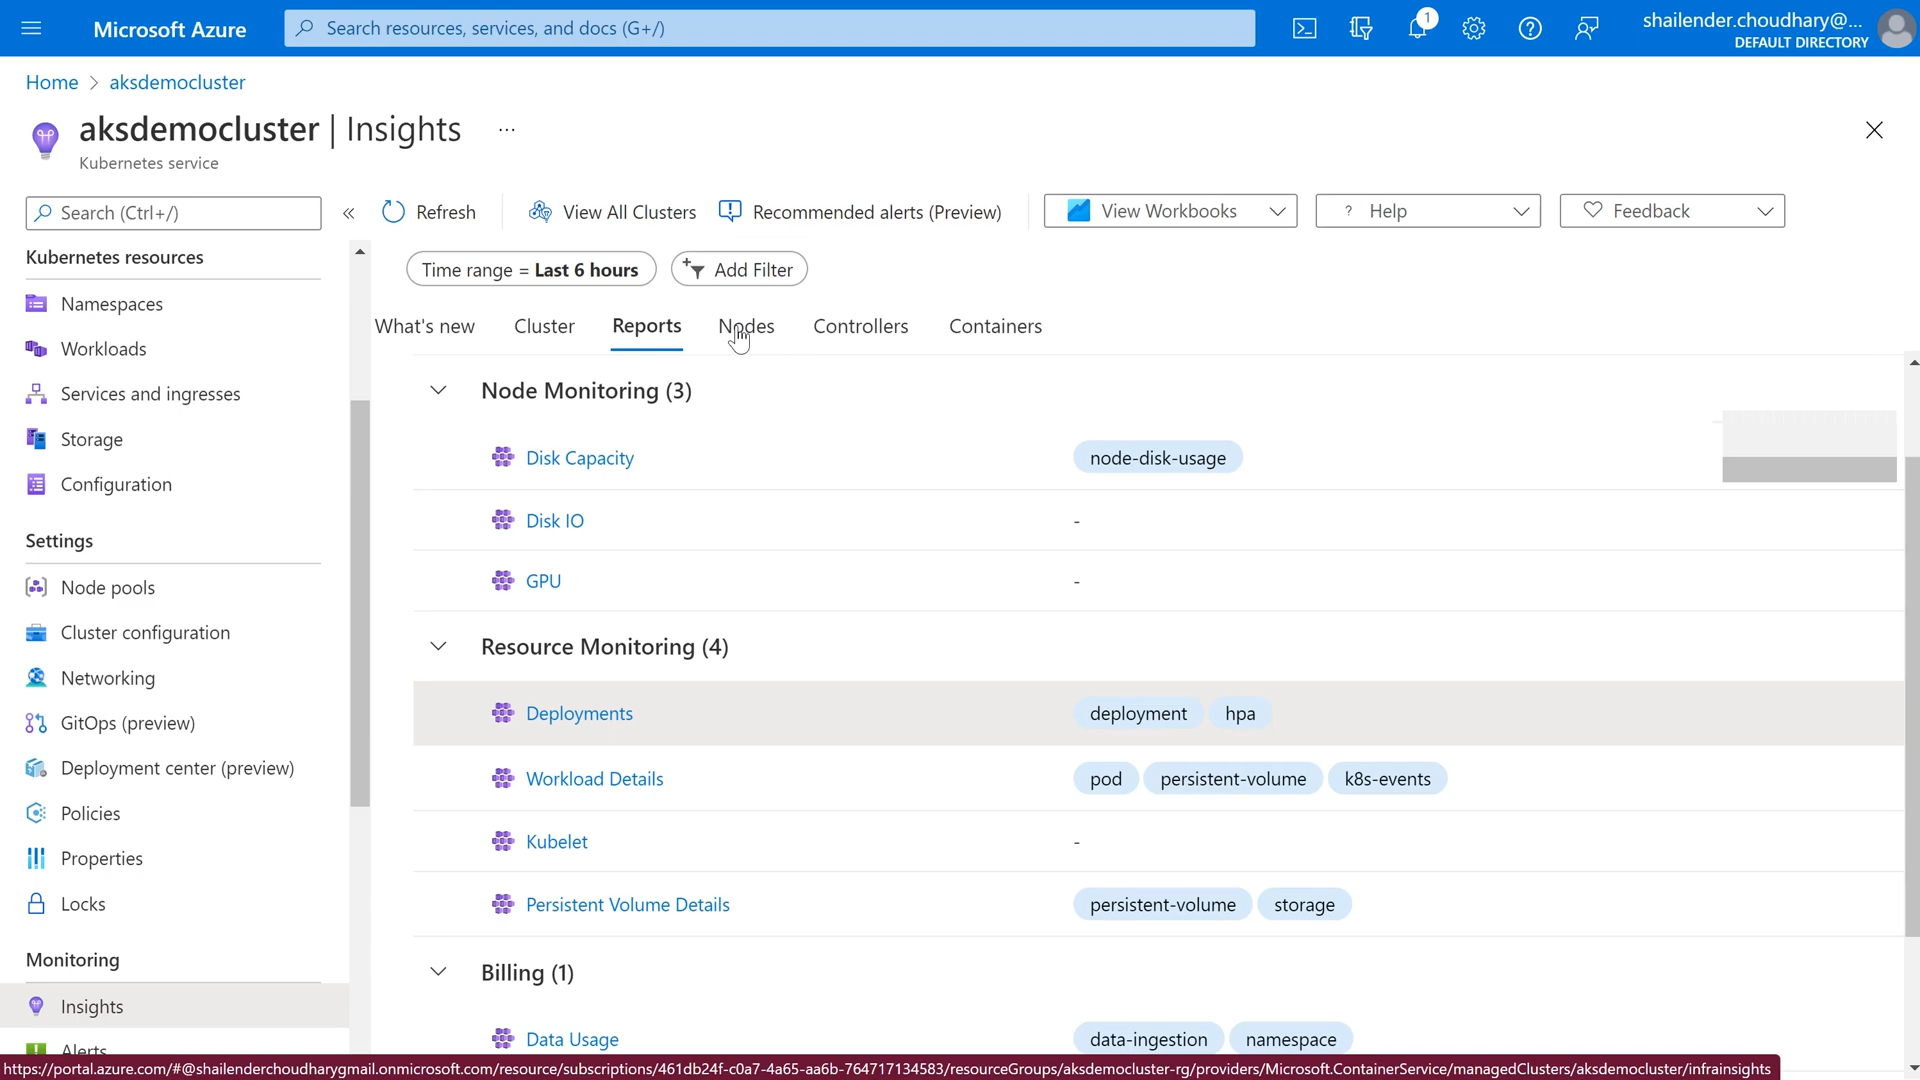 Microsoft Azure
Search resources, services, and docs (G+/)
1
shailender.choudhary@...
DEFAULT DIRECTORY
Home > aksdemocluster
aksdemocluster | Insights ...
Kubernetes service
Search (Ctrl+/)
«
Refresh
View All Clusters
Recommended alerts (Preview)
View Workbooks
? Help
Feedback
Time range = Last 6 hours
Add Filter
What's new
Cluster
Reports
Nodes
Controllers
Containers
Kubernetes resources
Namespaces
Workloads
Services and ingresses
Storage
Configuration
Settings
Node pools
Cluster configuration
Networking
GitOps (preview)
Deployment center (preview)
Policies
Properties
Locks
Monitoring
Insights
Alerts
Node Monitoring (3)
Disk Capacity node-disk-usage
Disk IO -
GPU -
Resource Monitoring (4)
Deployments deployment hpa
Workload Details pod persistent-volume k8s-events
Kubelet -
Persistent Volume Details persistent-volume storage
Billing (1)
Data Usage data-ingestion namespace
https://portal.azure.com/#@shailenderchoudharygmail.onmicrosoft.com/resource/subscriptions/461db24f-c0a7-4a65-aa6b-764717134583/resourceGroups/aksdemocluster-rg/providers/Microsoft.ContainerService/managedClusters/aksdemocluster/infrainsights